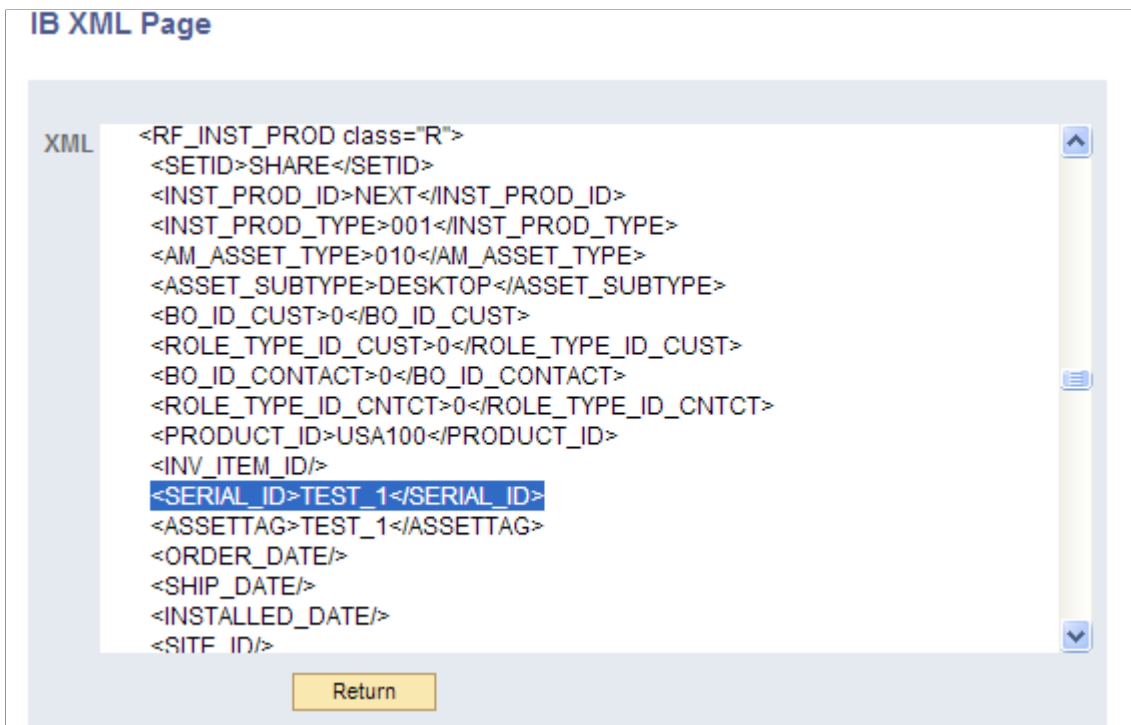 IB XML Page
XML
<RF_INST_PROD class="R">
<SETID>SHARE</SETID>
<INST_PROD_ID>NEXT</INST_PROD_ID>
<INST_PROD_TYPE>001</INST_PROD_TYPE>
<AM_ASSET_TYPE>010</AM_ASSET_TYPE>
<ASSET_SUBTYPE>DESKTOP</ASSET_SUBTYPE>
<BO_ID_CUST>0</BO_ID_CUST>
<ROLE_TYPE_ID_CUST>0</ROLE_TYPE_ID_CUST>
<BO_ID_CONTACT>0</BO_ID_CONTACT>
<ROLE_TYPE_ID_CNTCT>0</ROLE_TYPE_ID_CNTCT>
<PRODUCT_ID>USA100</PRODUCT_ID>
<INV_ITEM_ID/>
<SERIAL_ID>TEST_1</SERIAL_ID>
<ASSETTAG>TEST_1</ASSETTAG>
<ORDER_DATE/>
<SHIP_DATE/>
<INSTALLED_DATE/>
<SITE_ID/>
Return